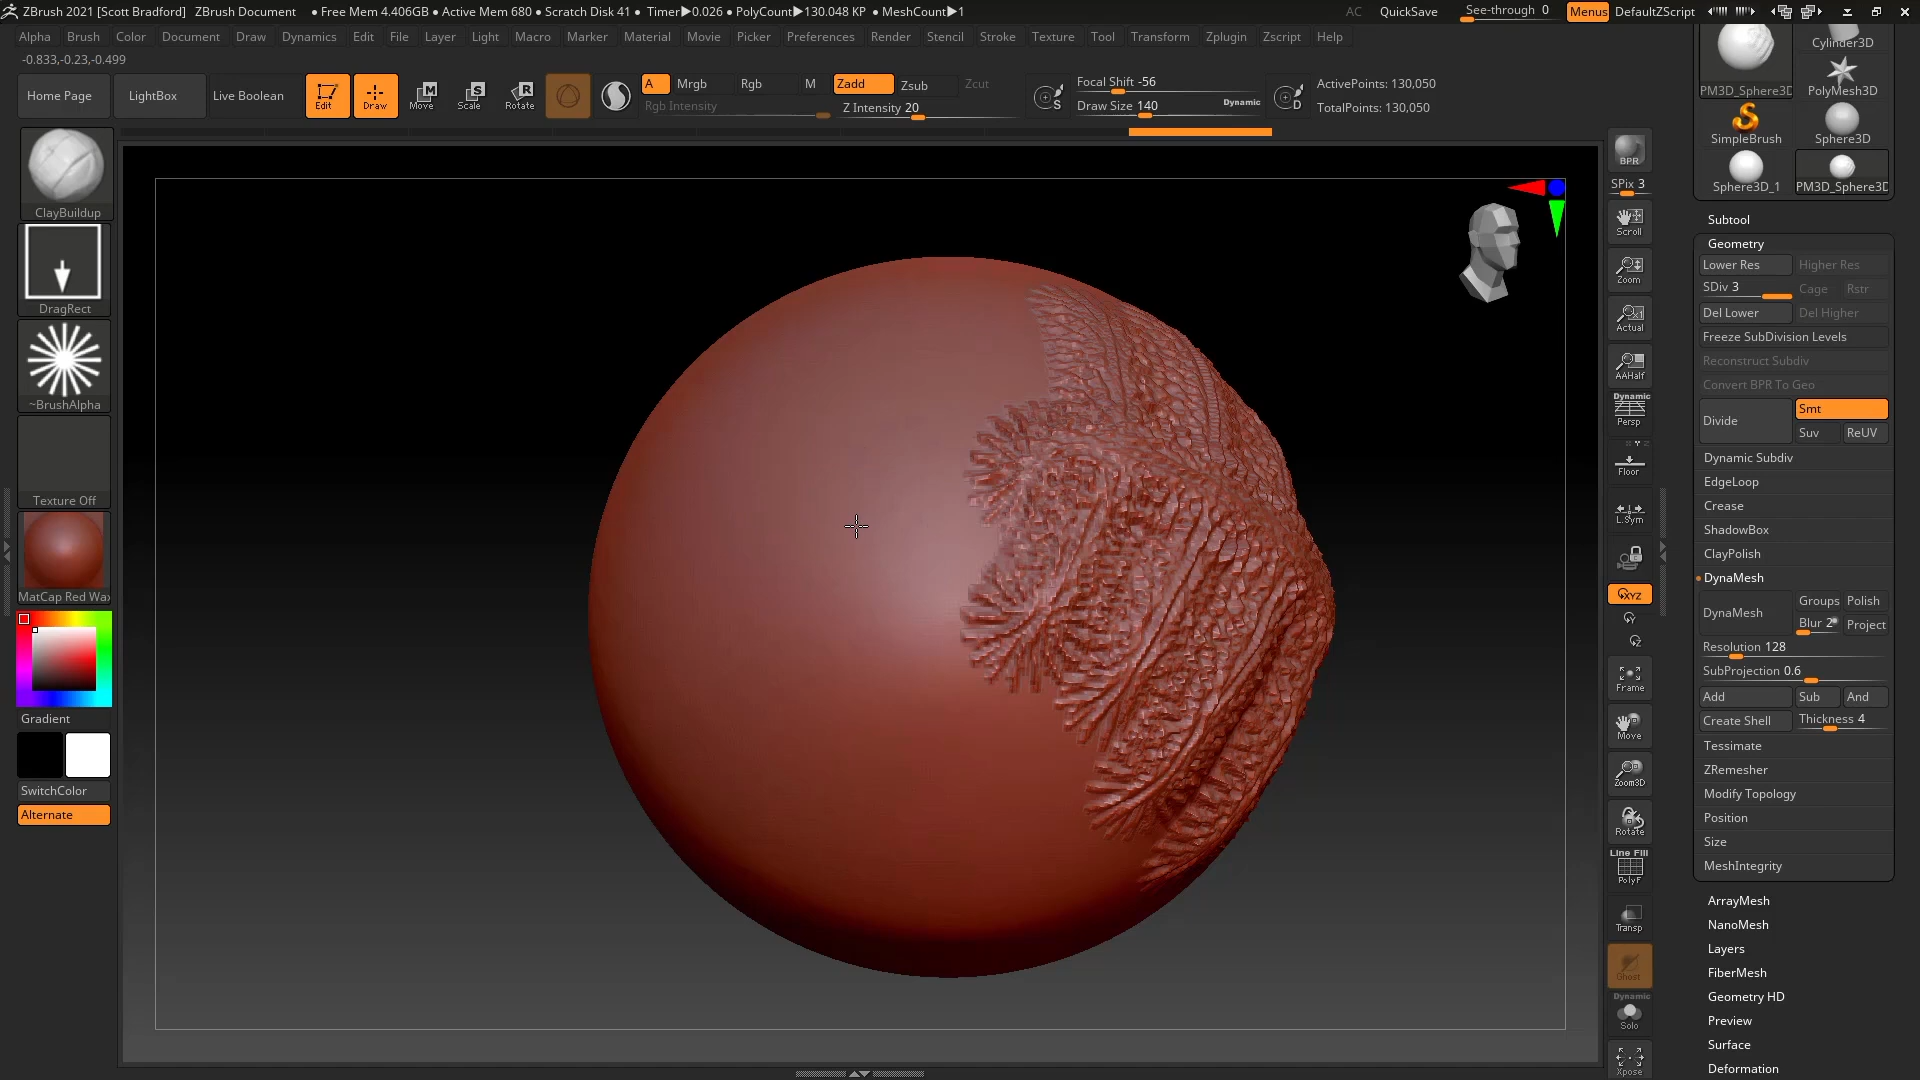 ZBrush 2021 [Scott Bradford] ZBrush Document • Free Mem 4.406GB • Active Mem 680 • Scratch Disk 41 • Timer▶0.026 • PolyCount▶130.048 KP • MeshCount▶1 AC QuickSave See-through 0 Menus DefaultZScript
Alpha Brush Color Document Draw Dynamics Edit File Layer Light Macro Marker Material Movie Picker Preferences Render Stencil Stroke Texture Tool Transform Zplugin Zscript Help
-0.833,-0.23,-0.499
Home Page LightBox Live Boolean Edit Draw Move Scale Rotate
A Mrgb Rgb M Zadd Zsub Zcut
Rgb Intensity Z Intensity 20
Focal Shift -56
Draw Size 140 Dynamic
ActivePoints: 130,050
TotalPoints: 130,050
ClayBuildup
DragRect
~BrushAlpha
Texture Off
MatCap Red Wax
Gradient
SwitchColor
Alternate
BPR
SPix 3
Scroll
Zoom
Actual
AAHalf
Dynamic
Persp
Floor
L.Sym
XYZ
Y
Z
Frame
Move
Zoom3D
Rotate
Line Fill
PolyF
Transp
Ghost
Dynamic
Solo
Xpose
Cylinder3D
PM3D_Sphere3D PolyMesh3D
SimpleBrush Sphere3D
Sphere3D_1 PM3D_Sphere3D
Subtool
Geometry
Lower Res Higher Res
SDiv 3 Cage Rstr
Del Lower Del Higher
Freeze SubDivision Levels
Reconstruct Subdiv
Convert BPR To Geo
Divide Smt
Suv ReUV
Dynamic Subdiv
EdgeLoop
Crease
ShadowBox
ClayPolish
DynaMesh
DynaMesh Groups Polish
Blur 2 Project
Resolution 128
SubProjection 0.6
Add Sub And
Create Shell Thickness 4
Tessimate
ZRemesher
Modify Topology
Position
Size
MeshIntegrity
ArrayMesh
NanoMesh
Layers
FiberMesh
Geometry HD
Preview
Surface
Deformation